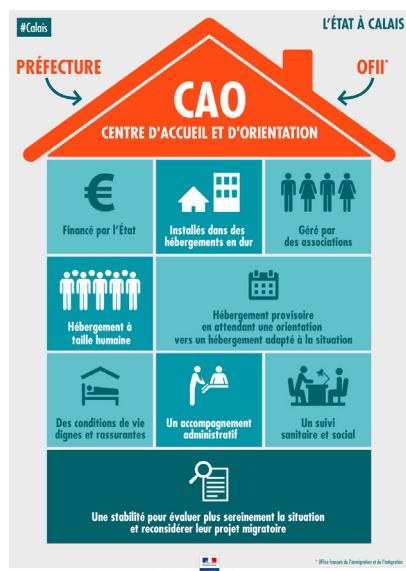 #Calais
L'ÉTAT À CALAIS
PRÉFECTURE
OFII*
CAO
CENTRE D'ACCUEIL ET D'ORIENTATION
€
Financé par l'État
Installés dans des
hébergements en dur
Géré par
des associations
Hébergement à
taille humaine
Hébergement provisoire
en attendant une orientation
vers un hébergement adapté à la situation
Des conditions de vie
dignes et rassurantes
Un accompagnement
administratif
Un suivi
sanitaire et social
Une stabilité pour évaluer plus sereinement la situation
et reconsidérer leur projet migratoire
* Office français de l'immigration et de l'intégration